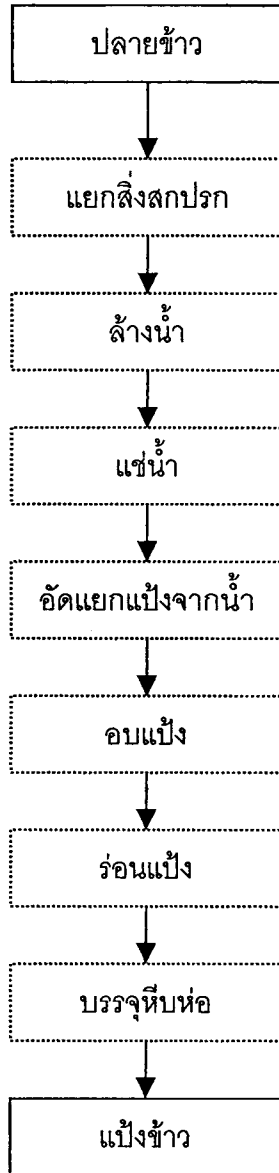 ปลายข้าว
แยกสิ่งสกปรก
ล้างน้ำ
แช่น้ำ
อัดแยกแป้งจากน้ำ
อบแป้ง
ร่อนแป้ง
บรรจุหีบห่อ
แป้งข้าว